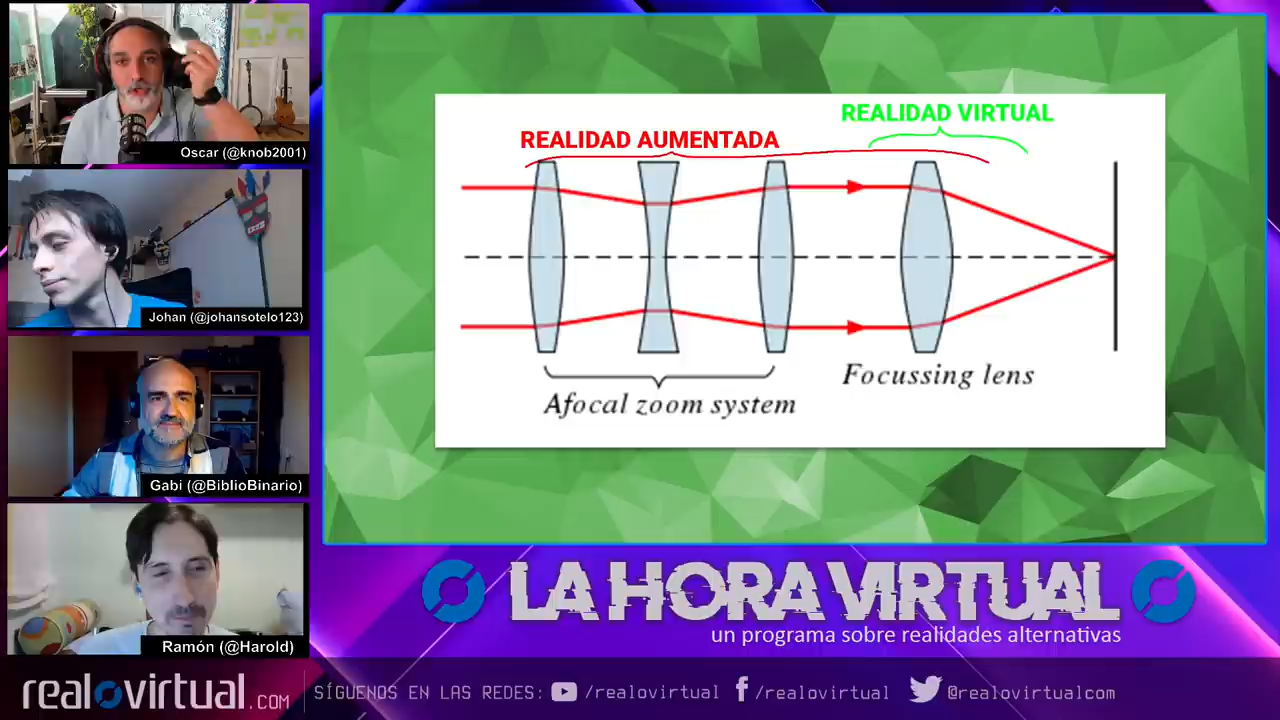 Oscar (@knob2001)
Johan (@johansotelo123)
Gabi (@BiblioBinario)
Ramón (@Harold)
REALIDAD VIRTUAL
REALIDAD AUMENTADA
Focussing lens
Afocal zoom system
LA HORA VIRTUAL
un programa sobre realidades alternativas
realovirtual.COM
SÍGUENOS EN LAS REDES: /realovirtual /realovirtual @realovirtualcom